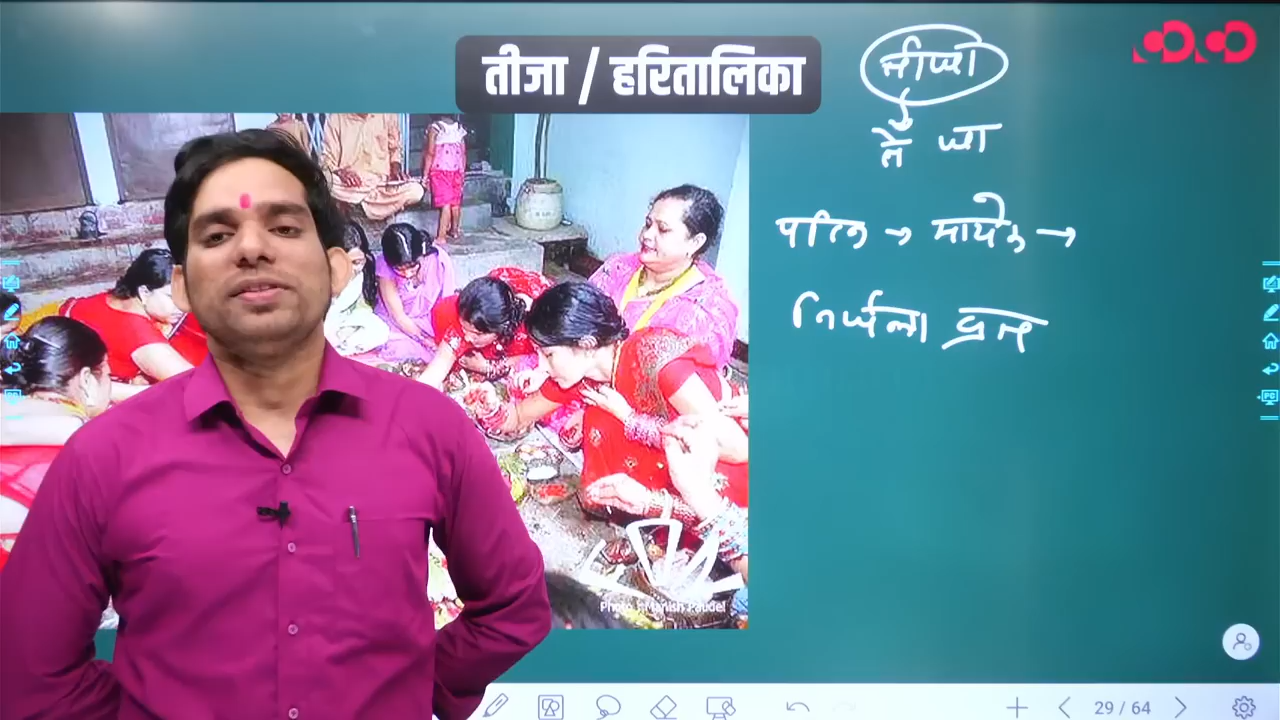 तीजा / हरितालिका
तीजा
ले जा
पति → मायके →
निर्जला व्रत
Photo : Manish Paudel
29 / 64